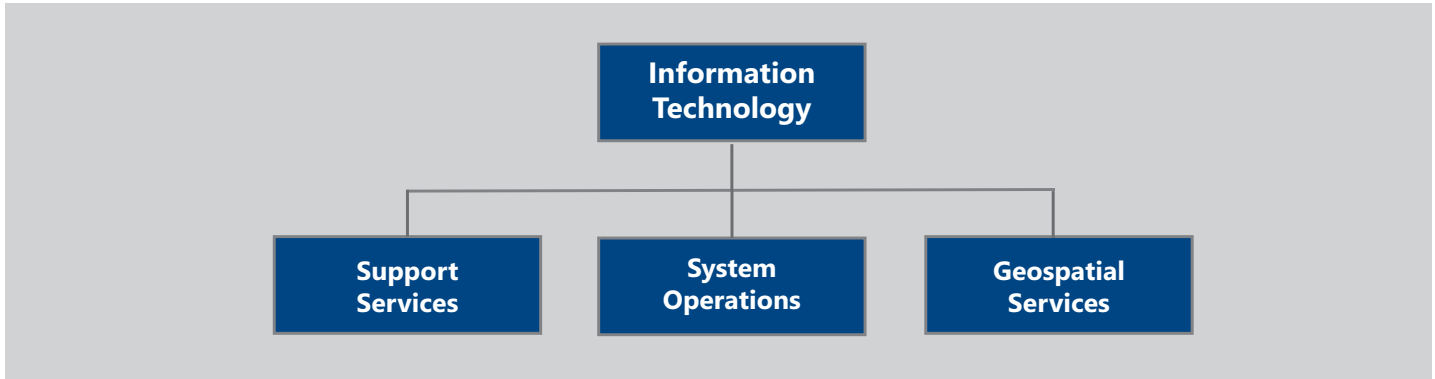 Information
Technology
Support
Services
System
Operations
Geospatial
Services